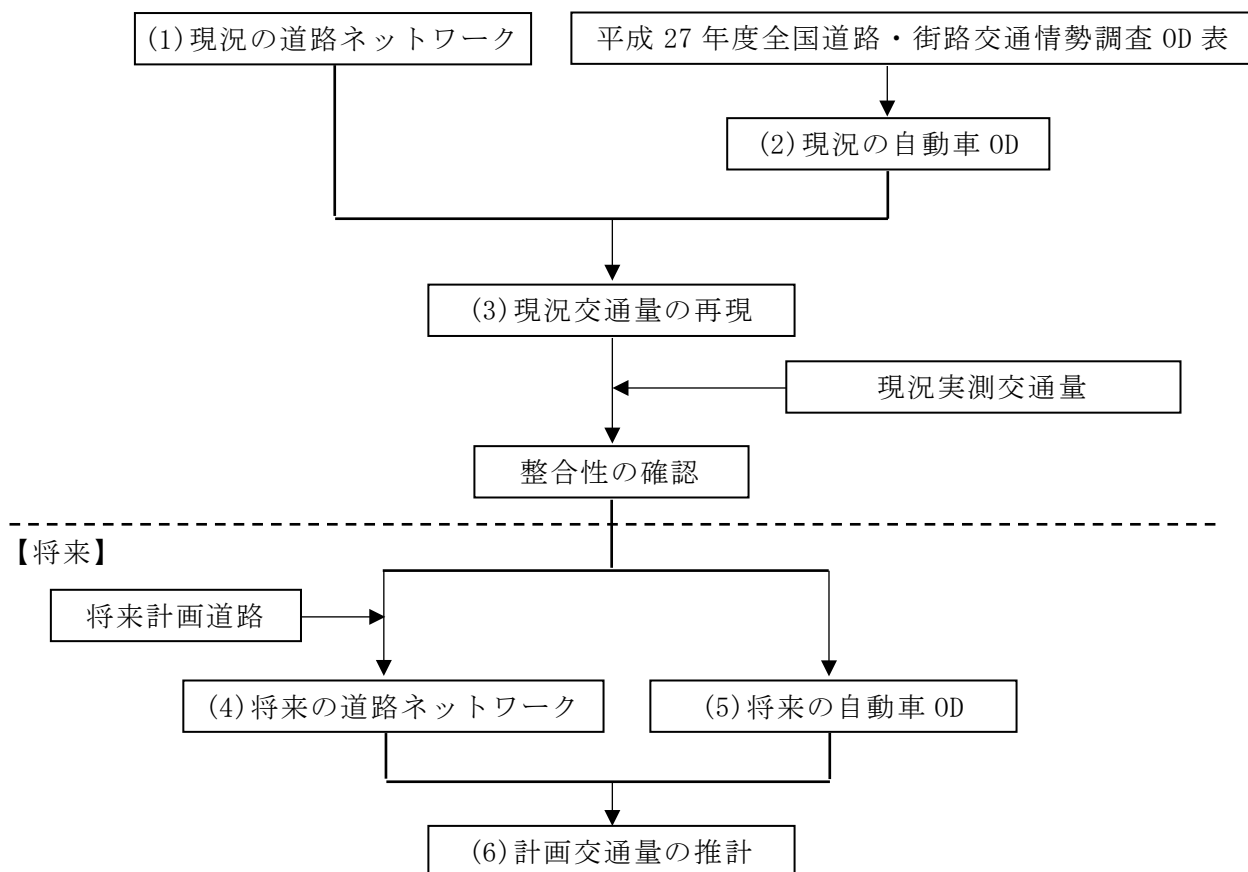 (1)現況の道路ネットワーク
平成 27 年度全国道路・街路交通情勢調査 OD 表
(2)現況の自動車 OD
(3)現況交通量の再現
現況実測交通量
整合性の確認
【将来】
将来計画道路
(4)将来の道路ネットワーク
(5)将来の自動車 OD
(6)計画交通量の推計